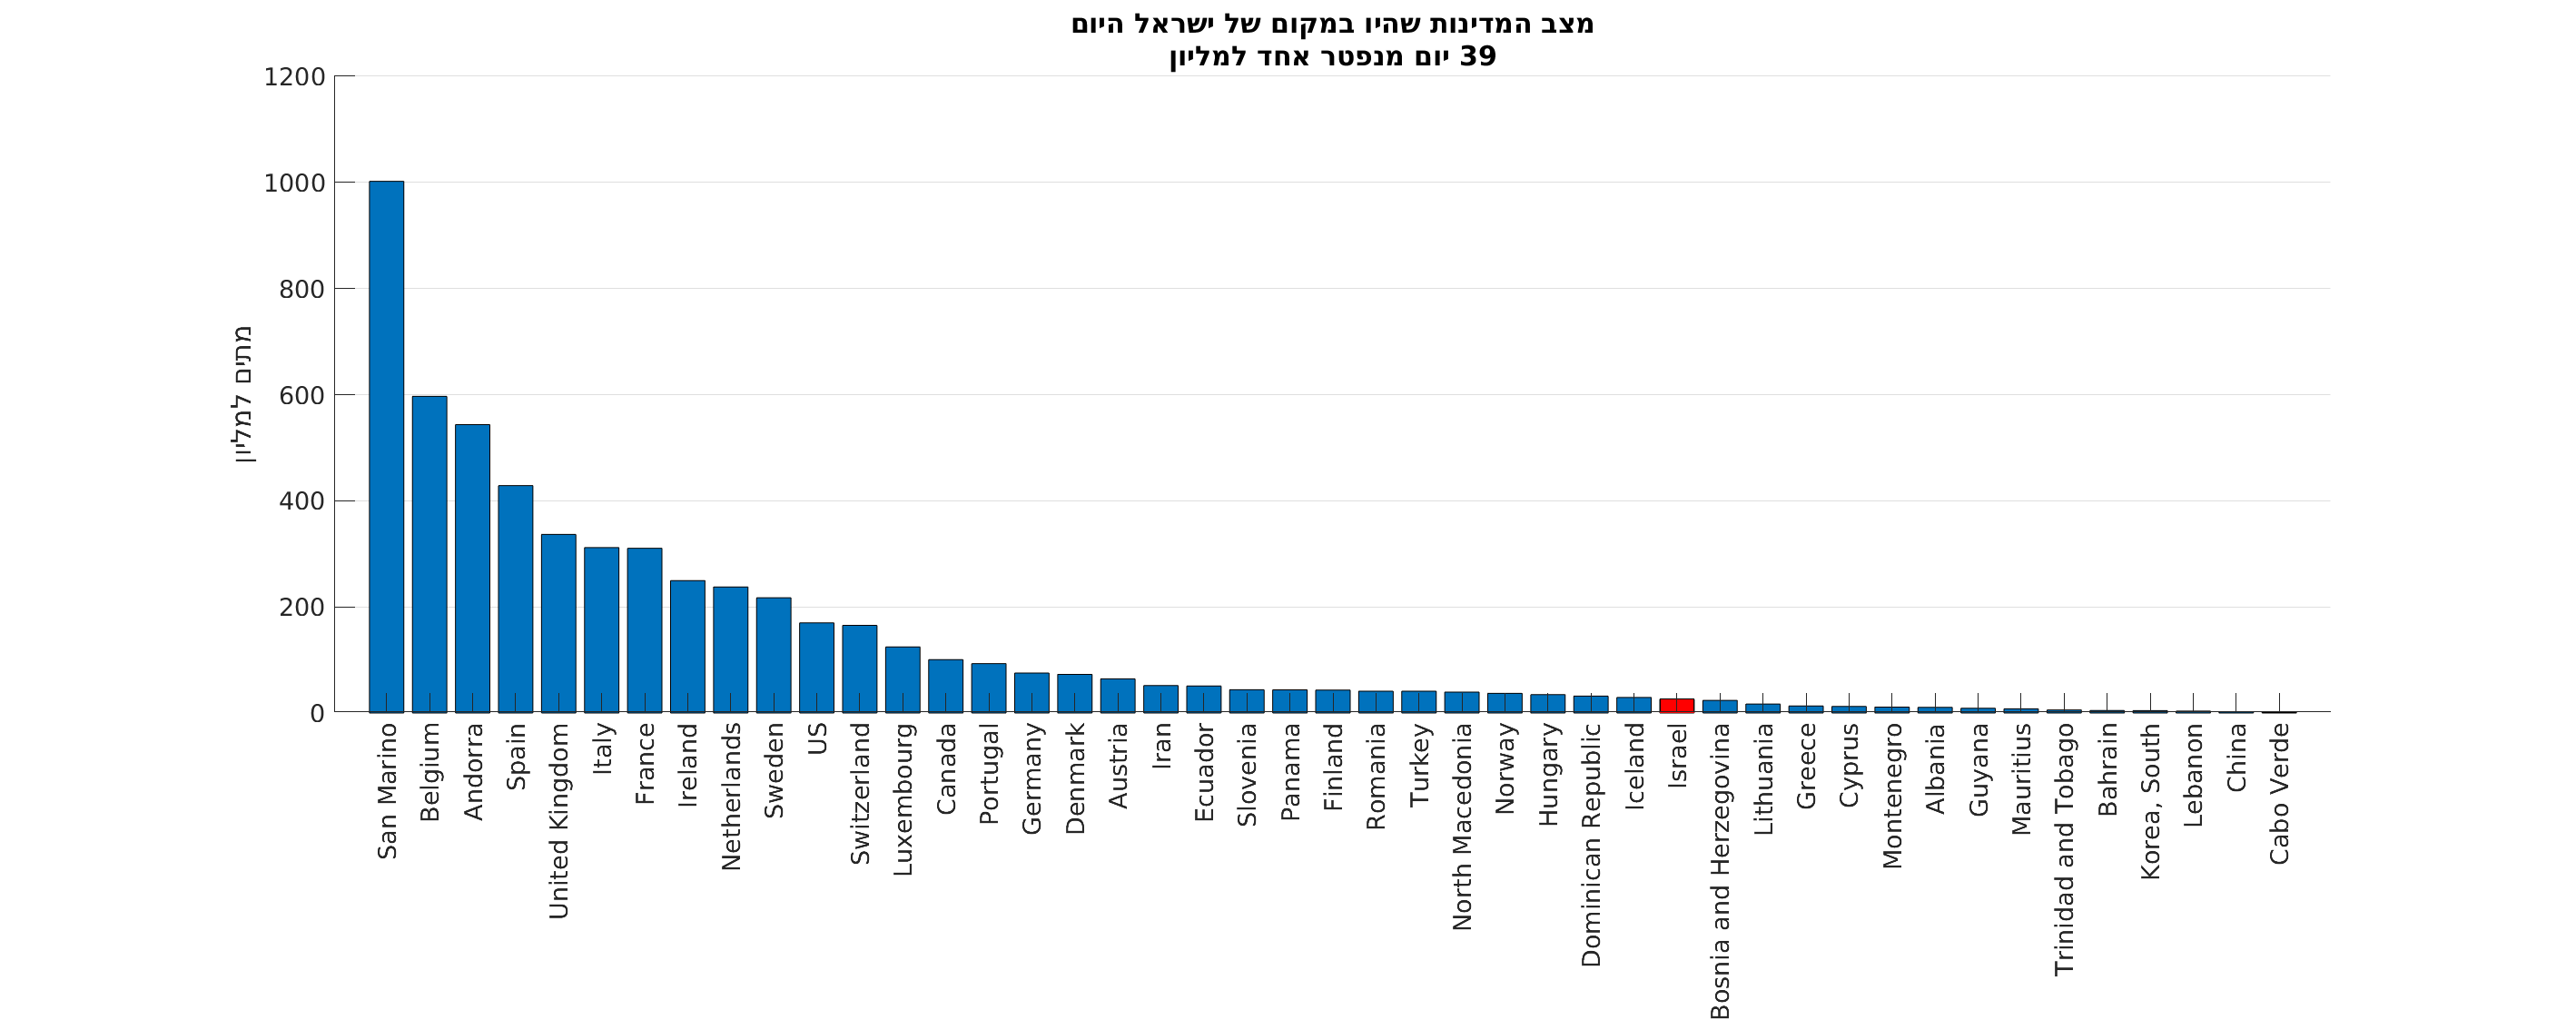 מצב המדינות שהיו במקום של ישראל היום
39 יום מנפטר אחד למליון
מתים למליון
1200
1000
800
600
400
200
0
San Marino
Belgium
Andorra
Spain
United Kingdom
Italy
France
Ireland
Netherlands
Sweden
US
Switzerland
Luxembourg
Canada
Portugal
Germany
Denmark
Austria
Iran
Ecuador
Slovenia
Panama
Finland
Romania
Turkey
North Macedonia
Norway
Hungary
Dominican Republic
Iceland
Israel
Bosnia and Herzegovina
Lithuania
Greece
Cyprus
Montenegro
Albania
Guyana
Mauritius
Trinidad and Tobago
Bahrain
Korea, South
Lebanon
China
Cabo Verde